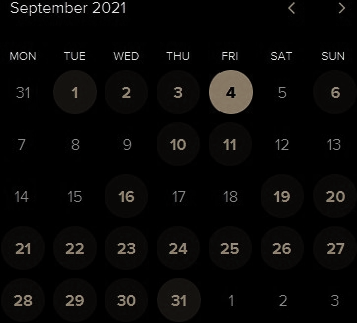 September 2021
MON TUE WED THU FRI SAT SUN
31 1 2 3 4 5 6
7 8 9 10 11 12 13
14 15 16 17 18 19 20
21 22 23 24 25 26 27
28 29 30 31 1 2 3